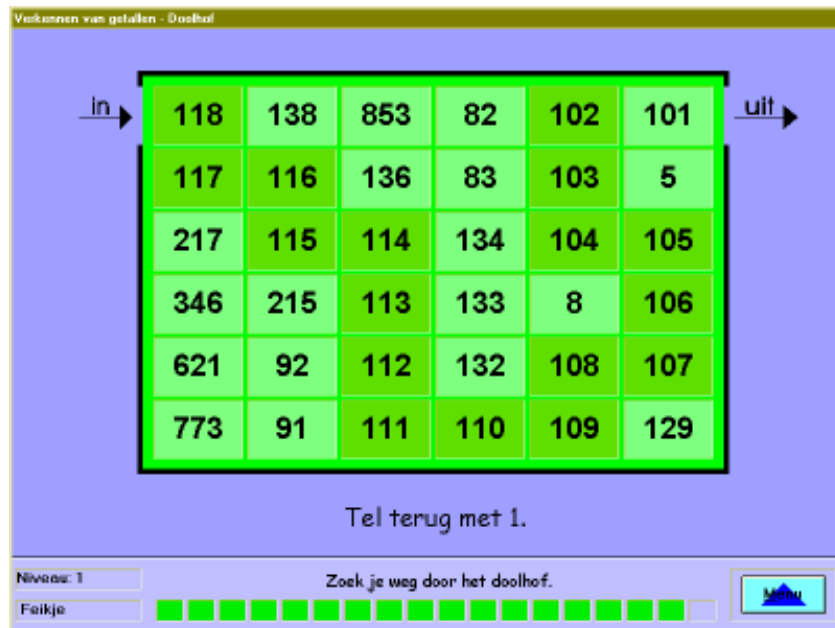 Verkennen van getallen - Doolhof
in
118 138 853 82 102 101
uit
117 116 136 83 103 5
217 115 114 134 104 105
346 215 113 133 8 106
621 92 112 132 108 107
773 91 111 110 109 129
Tel terug met 1.
Niveau: 1
Zoek je weg door het doolhof.
Feikje
Menu